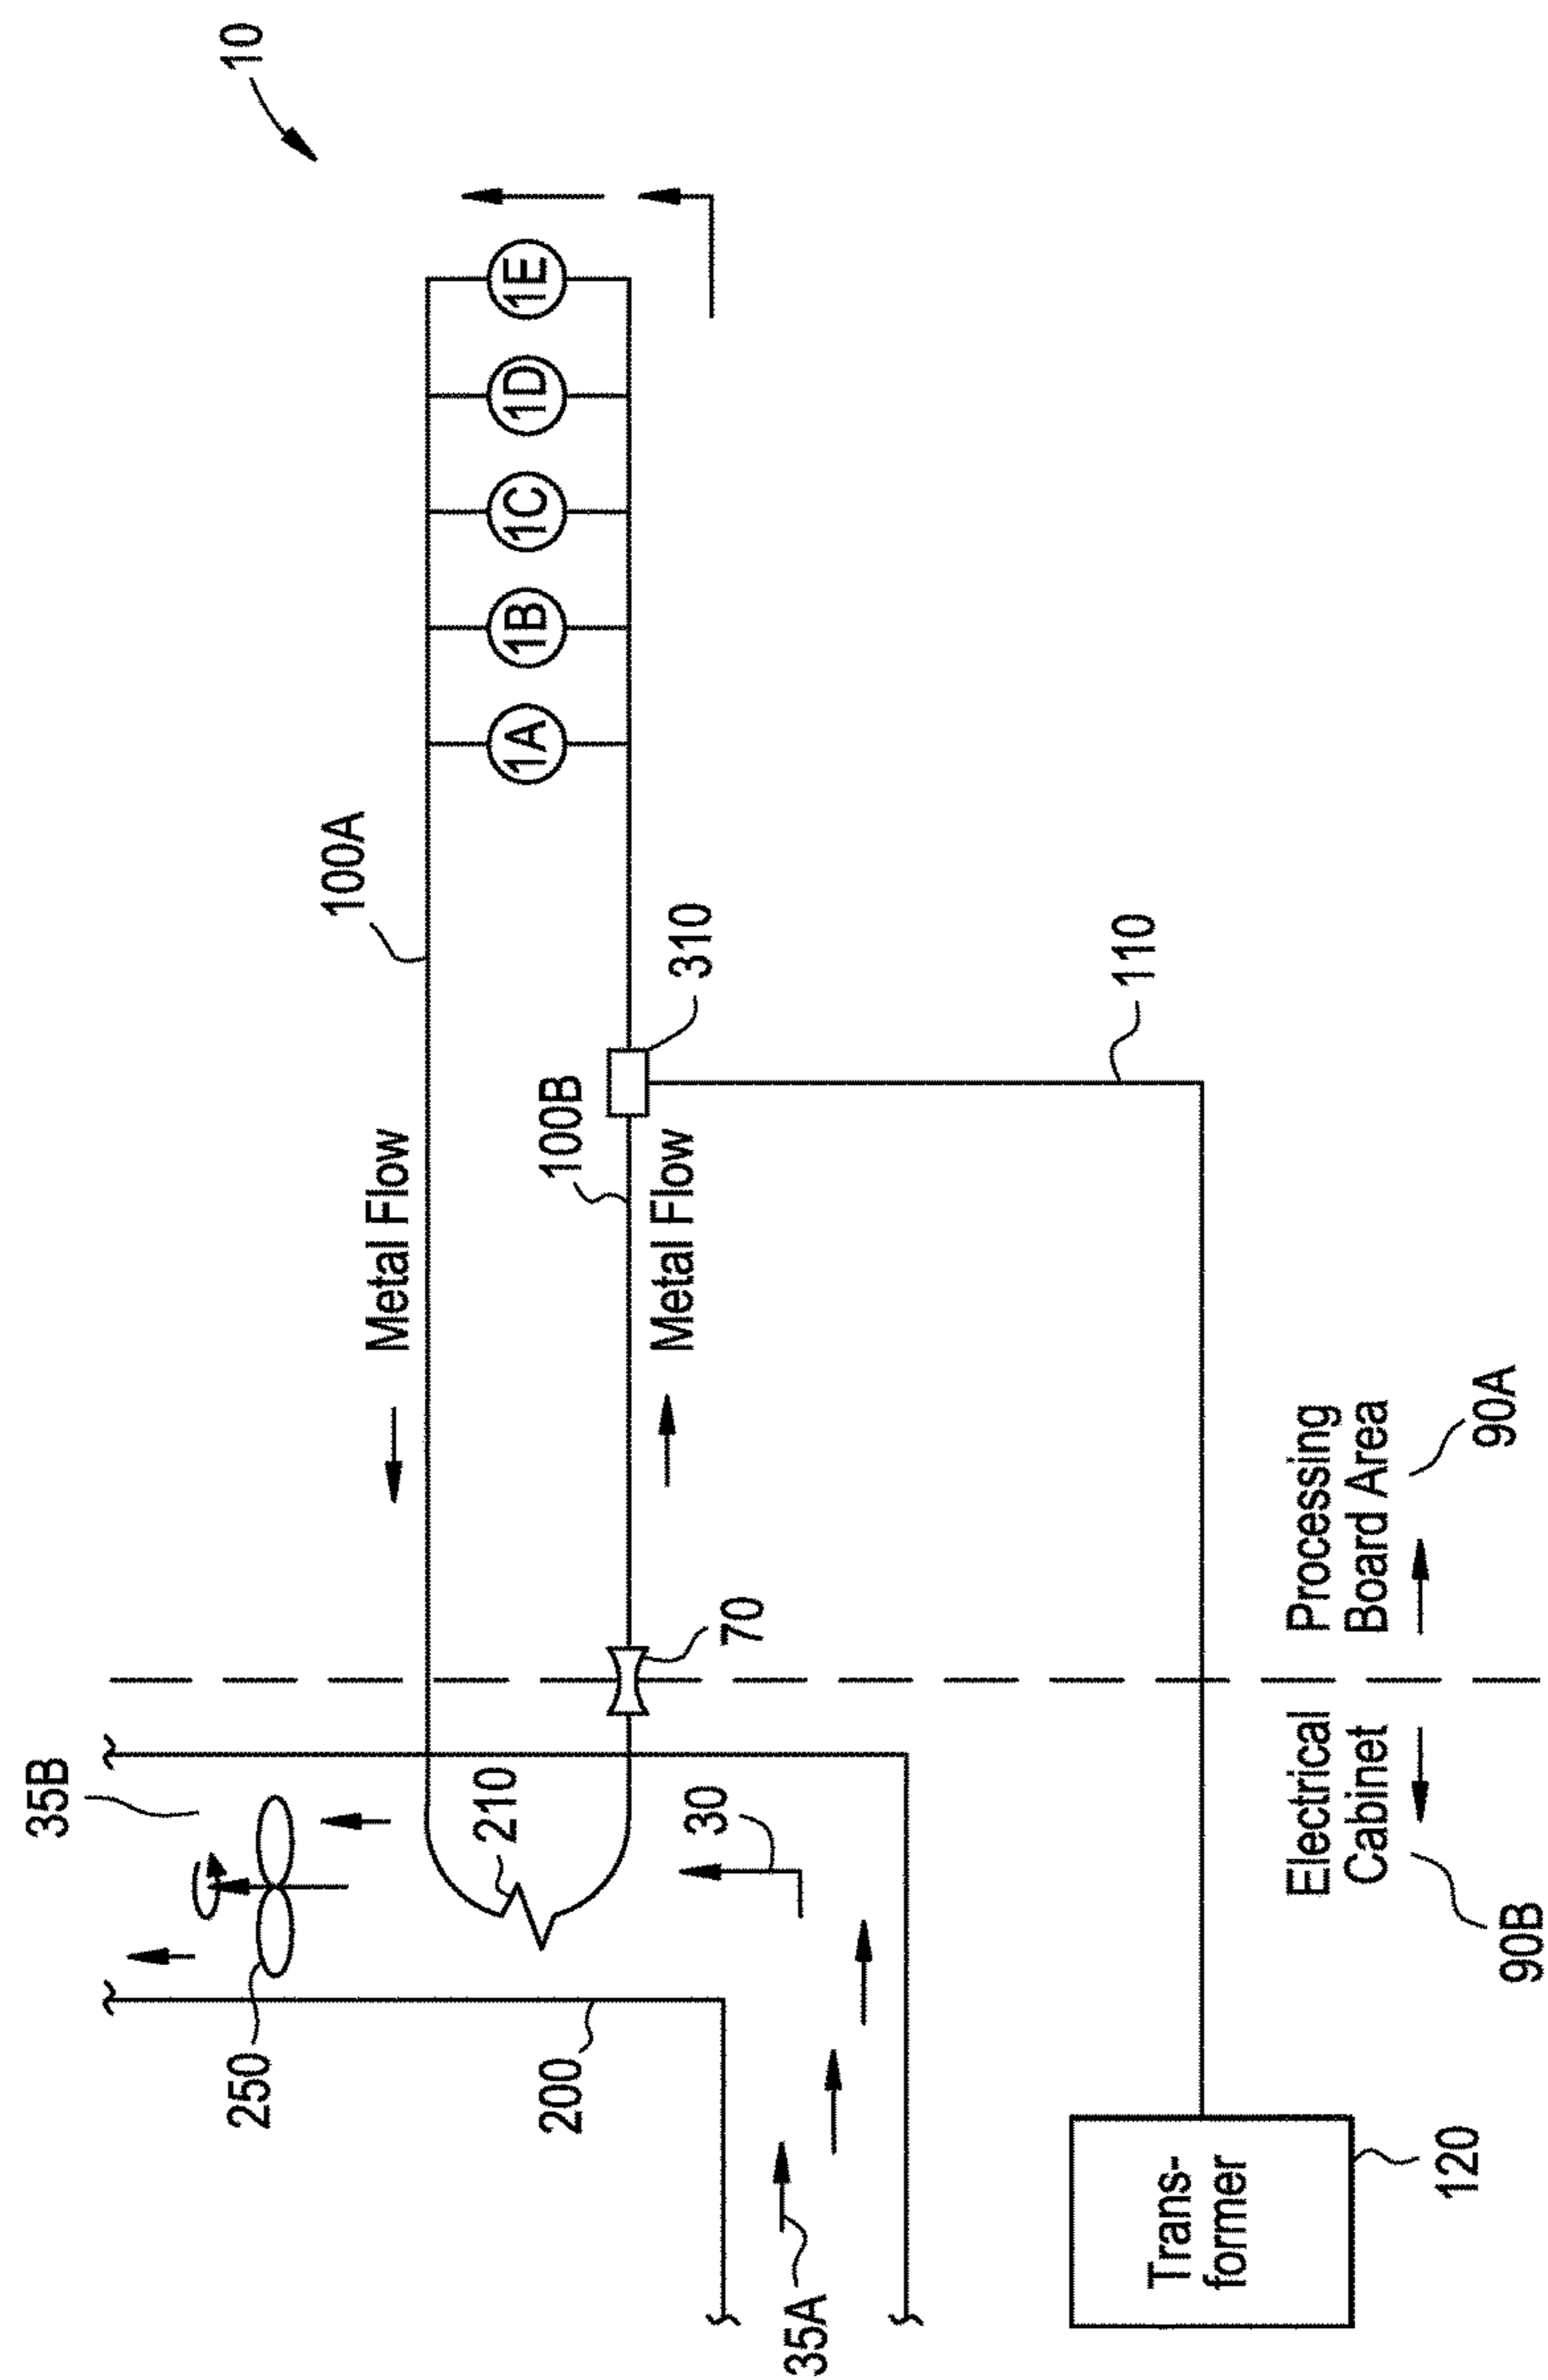 10
35B
250
210
30
200
35A
100A
Metal Flow
100B
Metal Flow
70
310
1A
1B
1C
1D
1E
110
Trans-
former
120
Electrical
Cabinet
90B
Processing
Board Area
90A